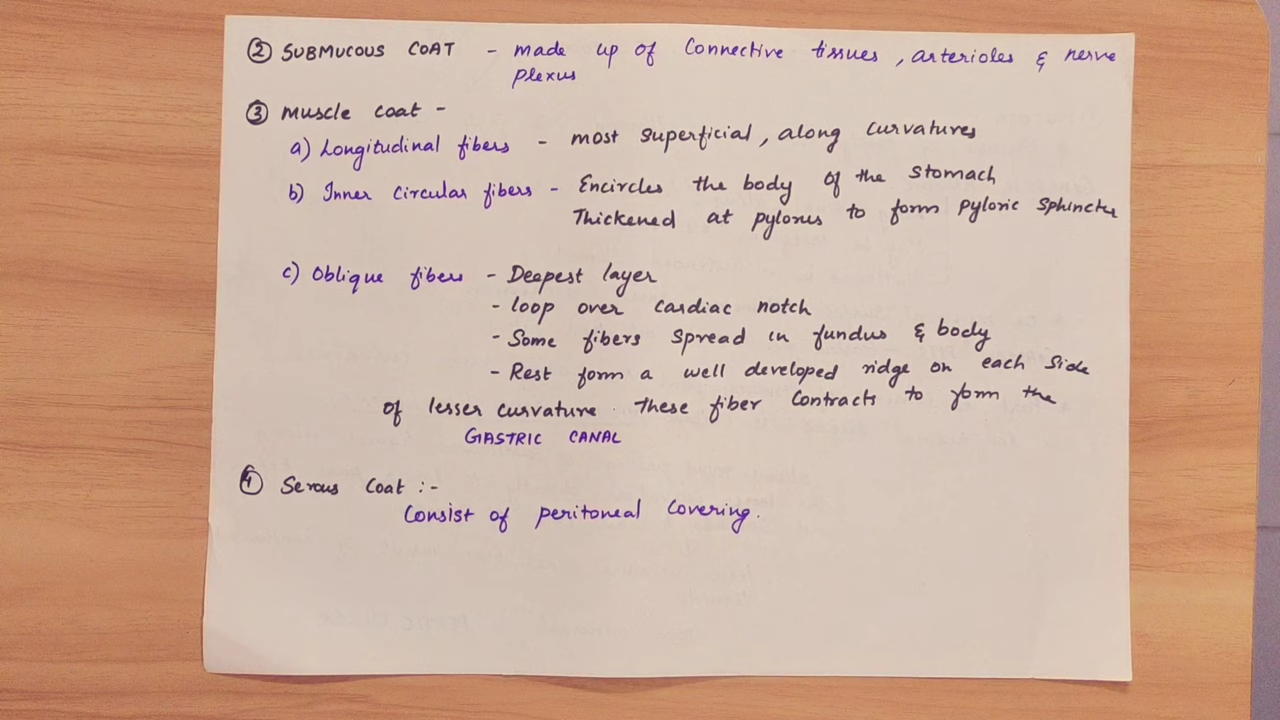 ② SUBMUCOUS COAT - made up of Connective tissues, arterioles & nerve
plexus
③ Muscle coat -
a) Longitudinal fibers - most superficial, along curvatures
b) Inner circular fibers - Encircles the body of the stomach
Thickened at pylorus to form pyloric sphincter
c) Oblique fibers - Deepest layer
- loop over cardiac notch
- Some fibers spread in fundus & body
- Rest form a well developed ridge on each side
of lesser curvature. These fiber contracts to form the
GASTRIC CANAL
④ Serous Coat :-
Consist of peritoneal covering.